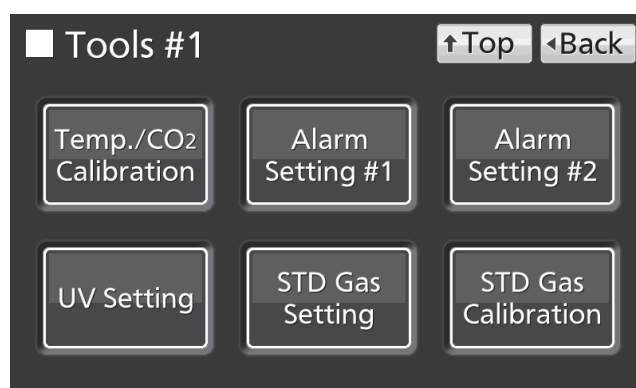 Tools #1
↑Top
◂Back
Temp./CO2
Calibration
Alarm
Setting #1
Alarm
Setting #2
UV Setting
STD Gas
Setting
STD Gas
Calibration